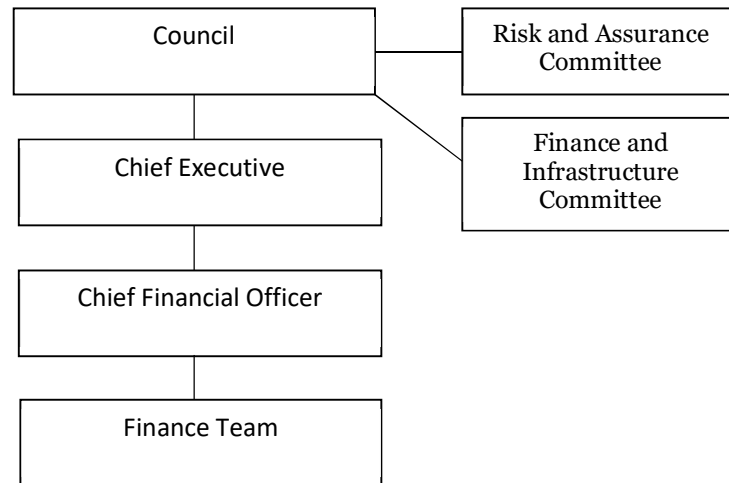 Council
Risk and Assurance
Committee
Finance and
Infrastructure
Committee
Chief Executive
Chief Financial Officer
Finance Team